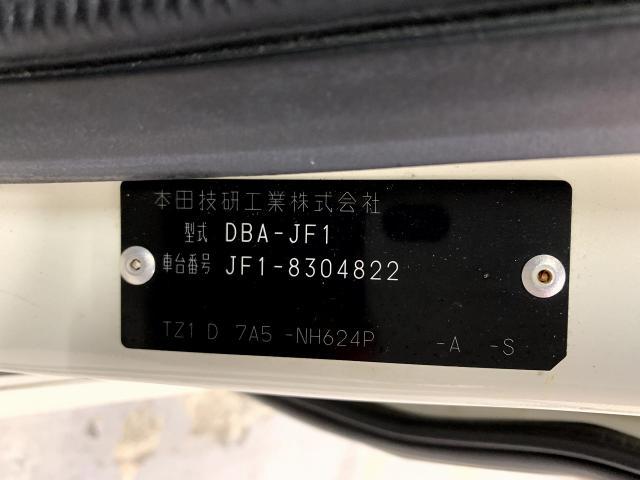 本田技研工業株式会社
型式 DBA-JF1
車台番号 JF1-8304822
TZ1 D 7A5 -NH624P -A -S